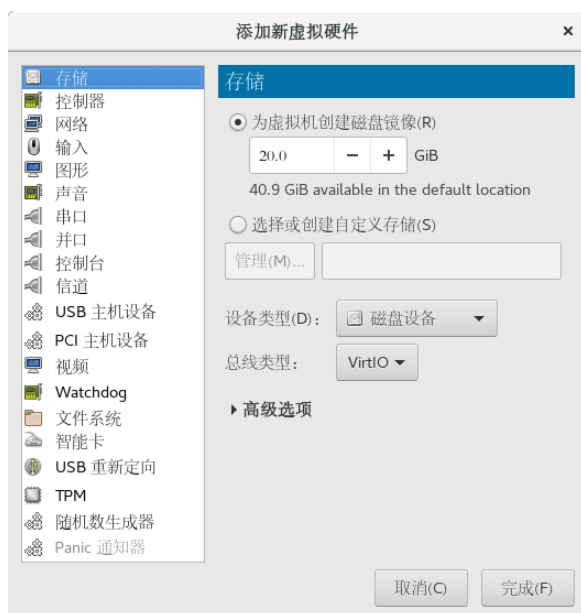 添加新虚拟硬件
×
存储
控制器
网络
输入
图形
声音
串口
并口
控制台
信道
USB 主机设备
PCI 主机设备
视频
Watchdog
文件系统
智能卡
USB 重新定向
TPM
随机数生成器
Panic 通知器
存储
为虚拟机创建磁盘镜像(R)
20.0 − + GiB
40.9 GiB available in the default location
选择或创建自定义存储(S)
管理(M)...
设备类型(D)： 磁盘设备
总线类型： VirtIO
高级选项
取消(C) 完成(F)